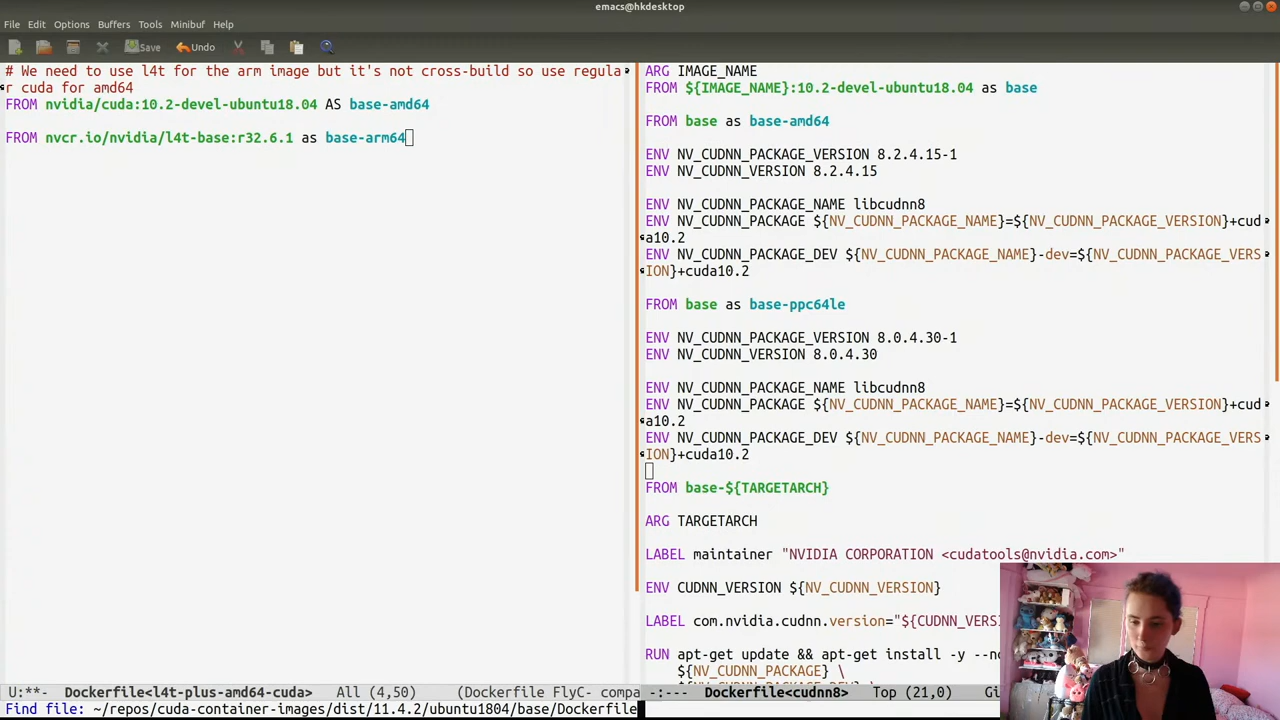 emacs@hkdesktop
File Edit Options Buffers Tools Minibuf Help
Save Undo
# We need to use l4t for the arm image but it's not cross-build so use regula
r cuda for amd64
FROM nvidia/cuda:10.2-devel-ubuntu18.04 AS base-amd64
FROM nvcr.io/nvidia/l4t-base:r32.6.1 as base-arm64
U:**- Dockerfile<l4t-plus-amd64-cuda> All (4,50) (Dockerfile FlyC- compa
ARG IMAGE_NAME
FROM ${IMAGE_NAME}:10.2-devel-ubuntu18.04 as base
FROM base as base-amd64
ENV NV_CUDNN_PACKAGE_VERSION 8.2.4.15-1
ENV NV_CUDNN_VERSION 8.2.4.15
ENV NV_CUDNN_PACKAGE_NAME libcudnn8
ENV NV_CUDNN_PACKAGE ${NV_CUDNN_PACKAGE_NAME}=${NV_CUDNN_PACKAGE_VERSION}+cud
a10.2
ENV NV_CUDNN_PACKAGE_DEV ${NV_CUDNN_PACKAGE_NAME}-dev=${NV_CUDNN_PACKAGE_VERS
ION}+cuda10.2
FROM base as base-ppc64le
ENV NV_CUDNN_PACKAGE_VERSION 8.0.4.30-1
ENV NV_CUDNN_VERSION 8.0.4.30
ENV NV_CUDNN_PACKAGE_NAME libcudnn8
ENV NV_CUDNN_PACKAGE ${NV_CUDNN_PACKAGE_NAME}=${NV_CUDNN_PACKAGE_VERSION}+cud
a10.2
ENV NV_CUDNN_PACKAGE_DEV ${NV_CUDNN_PACKAGE_NAME}-dev=${NV_CUDNN_PACKAGE_VERS
ION}+cuda10.2
FROM base-${TARGETARCH}
ARG TARGETARCH
LABEL maintainer "NVIDIA CORPORATION <cudatools@nvidia.com>"
ENV CUDNN_VERSION ${NV_CUDNN_VERSION}
LABEL com.nvidia.cudnn.version="${CUDNN_VERSI
RUN apt-get update && apt-get install -y --no
${NV_CUDNN_PACKAGE} \
-:--- Dockerfile<cudnn8> Top (21,0) Gi
Find file: ~/repos/cuda-container-images/dist/11.4.2/ubuntu1804/base/Dockerfile